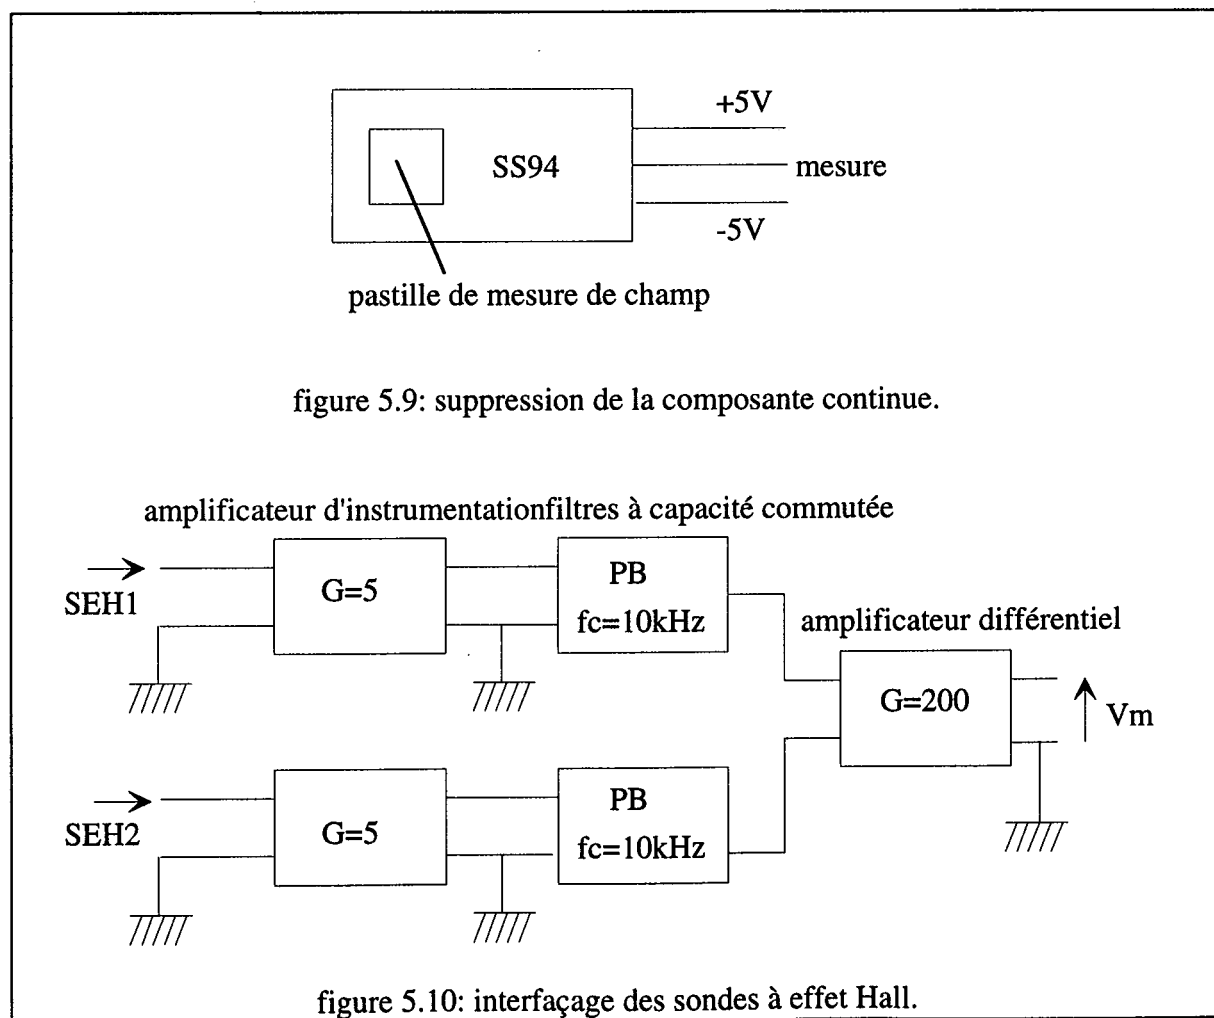 +5V
SS94
mesure
-5V
pastille de mesure de champ
figure 5.9: suppression de la composante continue.
amplificateur d'instrumentationfiltres à capacité commutée
SEH1
G=5
PB
fc=10kHz
amplificateur différentiel
G=200
Vm
SEH2
G=5
PB
fc=10kHz
figure 5.10: interfaçage des sondes à effet Hall.